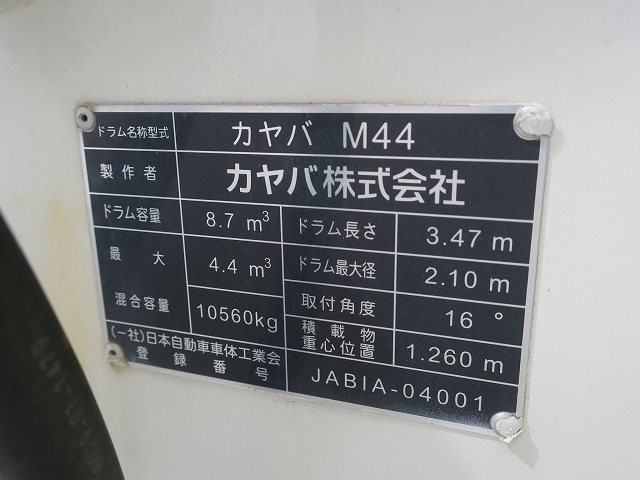 ドラム名称型式 カヤバ M44
製作者 カヤバ株式会社
ドラム容量 8.7 m³ ドラム長さ 3.47 m
最大 4.4 m³ ドラム最大径 2.10 m
混合容量 10560kg 取付角度 16 °
積載物
重心位置 1.260 m
(一社)日本自動車車体工業会
登録番号 JABIA-04001